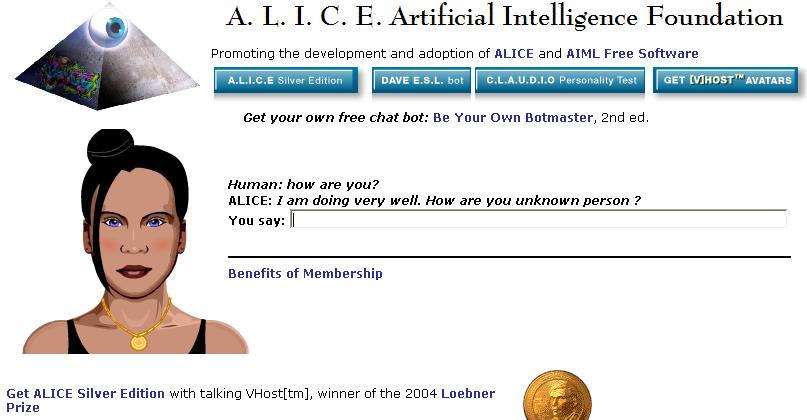 A. L. I. C. E. Artificial Intelligence Foundation
Promoting the development and adoption of ALICE and AIML Free Software
A.L.I.C.E Silver Edition
DAVE E.S.L. bot
C.L.A.U.D.I.O Personality Test
GET [V]HOST™ AVATARS
Get your own free chat bot: Be Your Own Botmaster, 2nd ed.
Human: how are you?
ALICE: I am doing very well. How are you unknown person ?
You say:
Benefits of Membership
Get ALICE Silver Edition with talking VHost[tm], winner of the 2004 Loebner
Prize